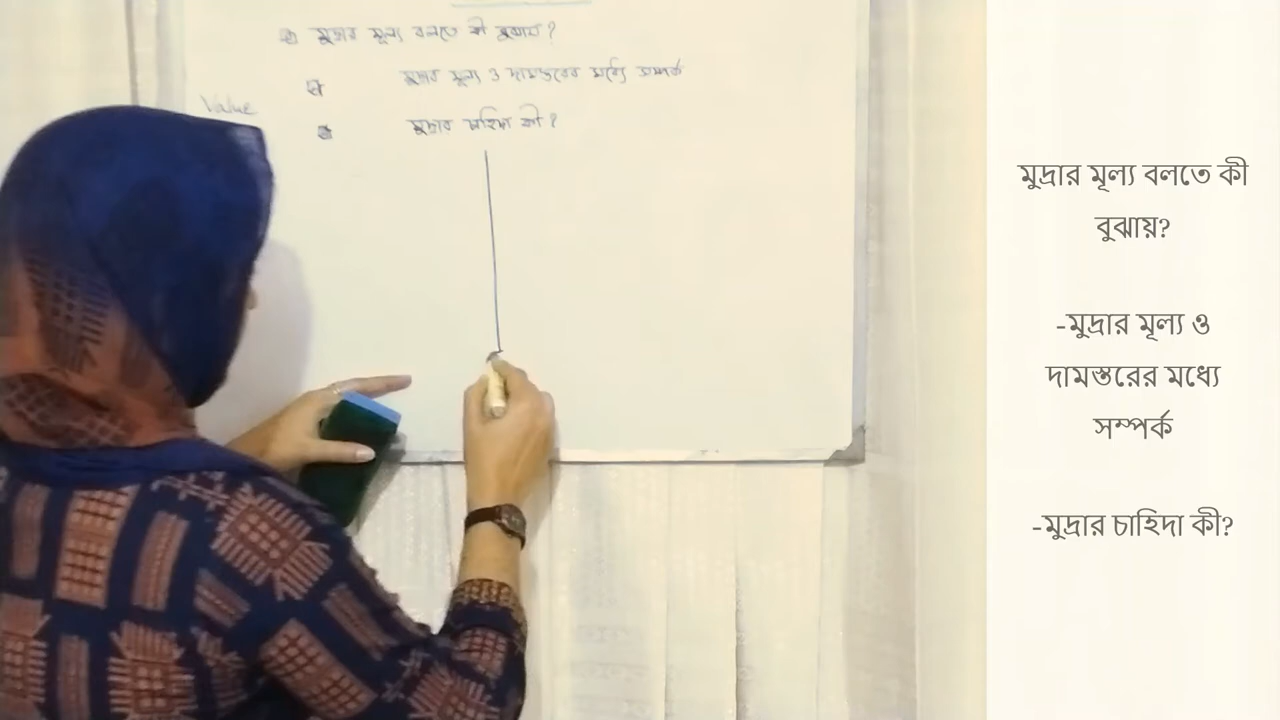 মুদ্রার মূল্য বলতে কী বুঝায়?
মুদ্রার মূল্য ও দামস্তরের মধ্যে সম্পর্ক
Value
মুদ্রার চাহিদা কী?
মুদ্রার মূল্য বলতে কী
বুঝায়?
-মুদ্রার মূল্য ও
দামস্তরের মধ্যে
সম্পর্ক
-মুদ্রার চাহিদা কী?